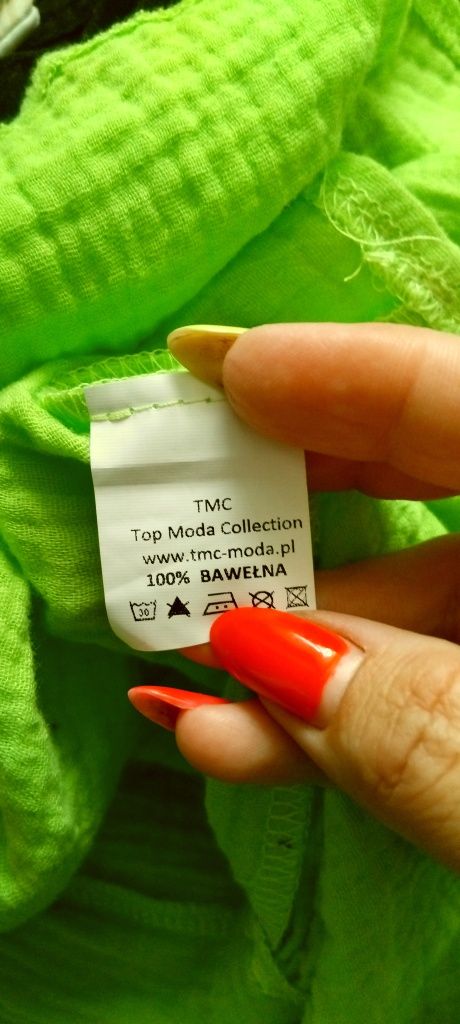 TMC
Top Moda Collection
www.tmc-moda.pl
100% BAWEŁNA
30